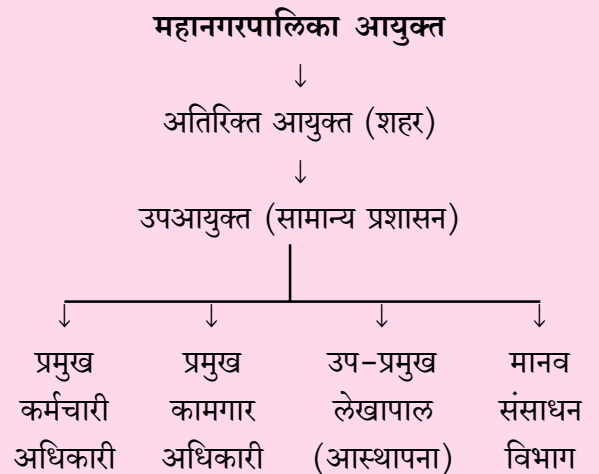 महानगरपालिका आयुक्त
↓
अतिरिक्त आयुक्त (शहर)
↓
उपआयुक्त (सामान्य प्रशासन)
↓ ↓ ↓ ↓
प्रमुख प्रमुख उप-प्रमुख मानव
कर्मचारी कामगार लेखापाल संसाधन
अधिकारी अधिकारी (आस्थापना) विभाग